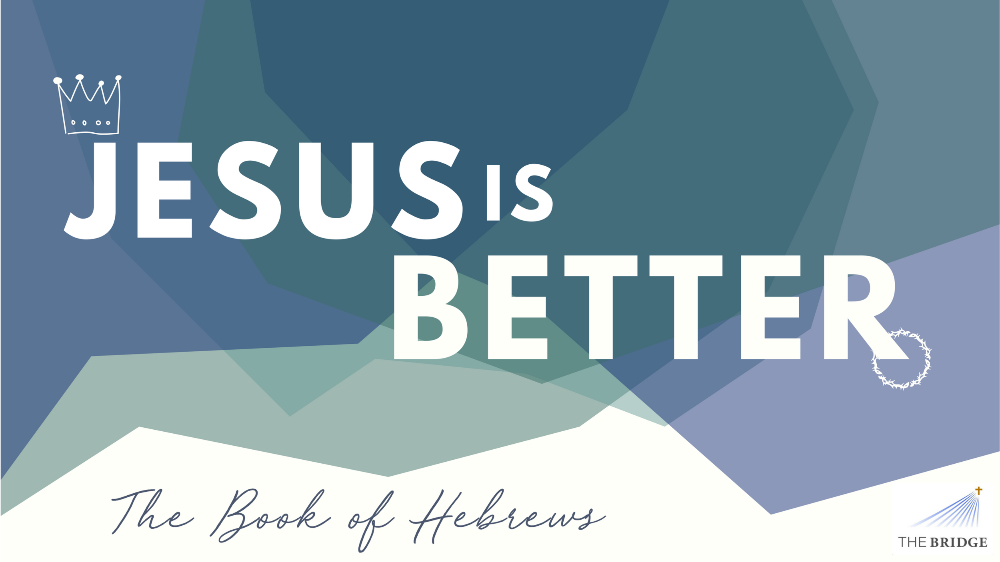 JESUS IS
BETTER
The Book of Hebrews
THE BRIDGE